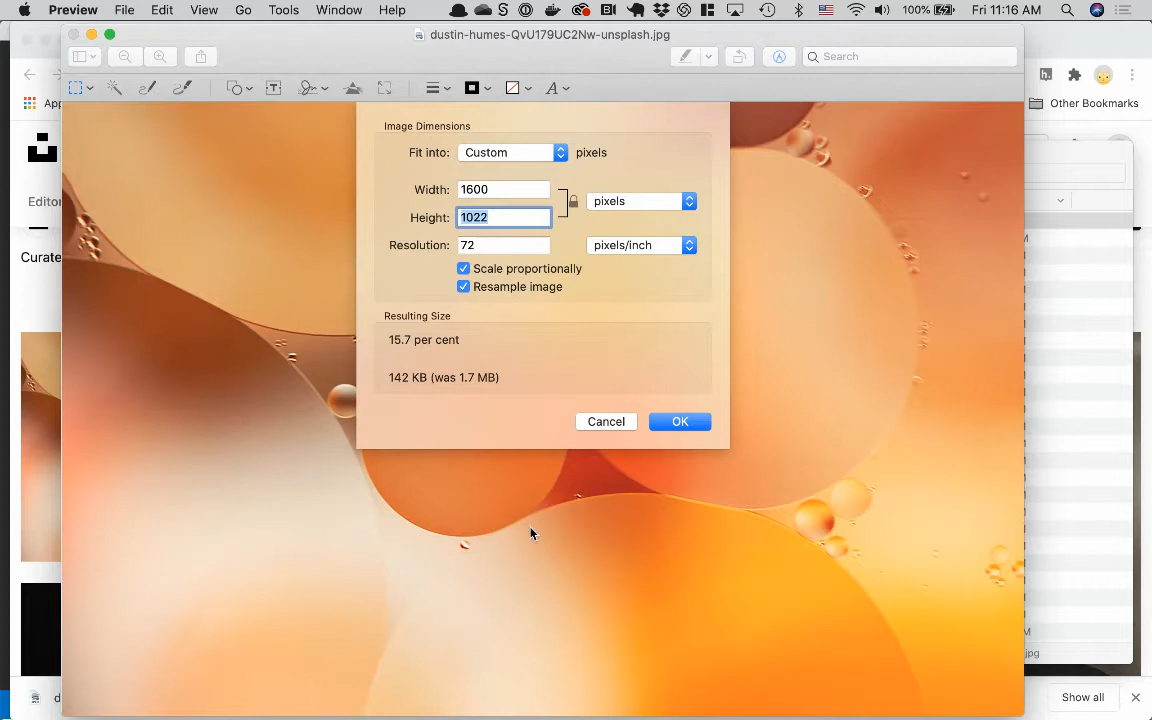 Preview File Edit View Go Tools Window Help 100% Fri 11:16 AM
dustin-humes-QvU179UC2Nw-unsplash.jpg
Search
App
Other Bookmarks
Image Dimensions
Fit into: Custom pixels
Width: 1600
pixels
Height: 1022
Resolution: 72 pixels/inch
Scale proportionally
Resample image
Resulting Size
15.7 per cent
142 KB (was 1.7 MB)
Cancel OK
Editor
Curate
M
M
jpg
d
Show all